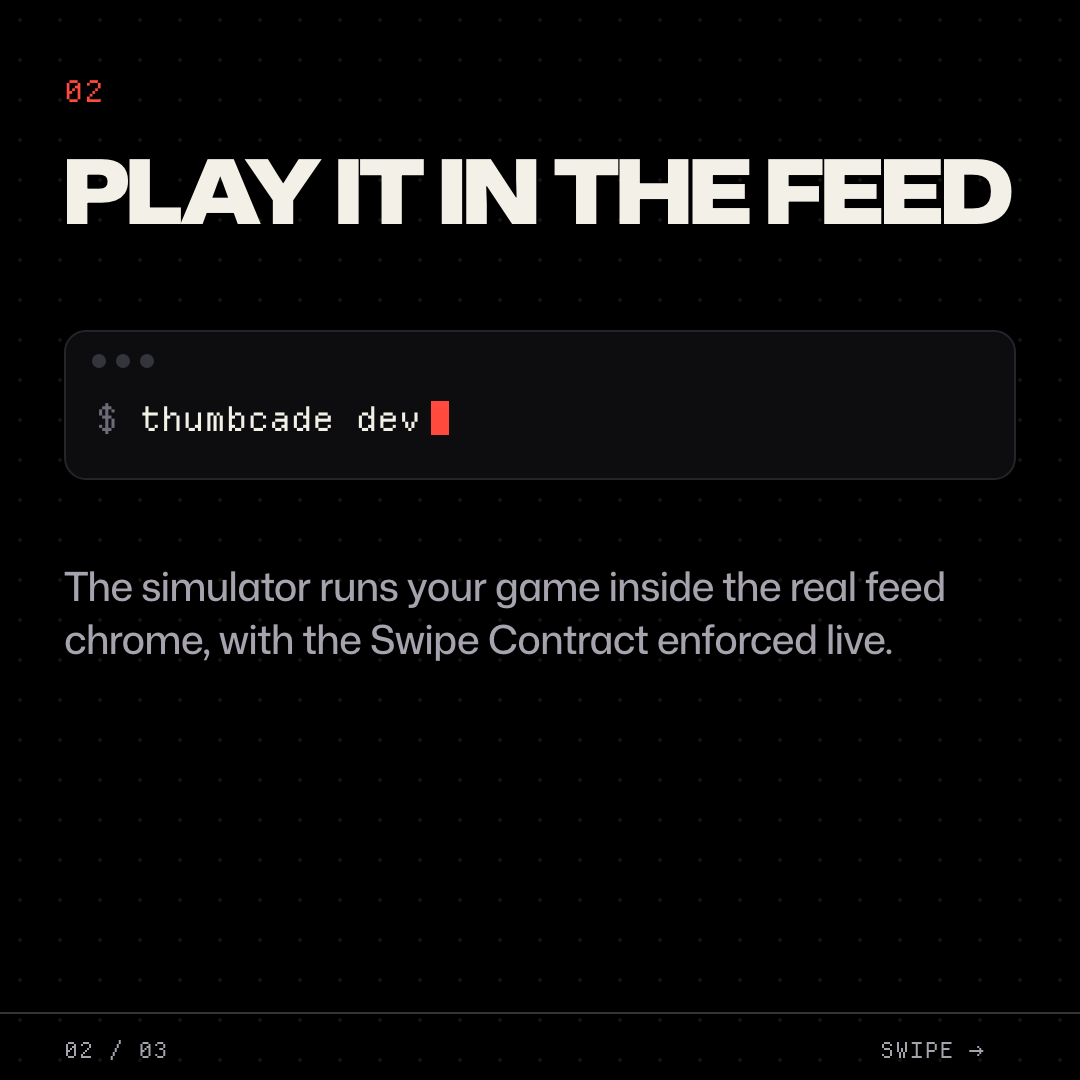 02
PLAY IT IN THE FEED
$ thumbcade dev
The simulator runs your game inside the real feed
chrome, with the Swipe Contract enforced live.
02 / 03
SWIPE →